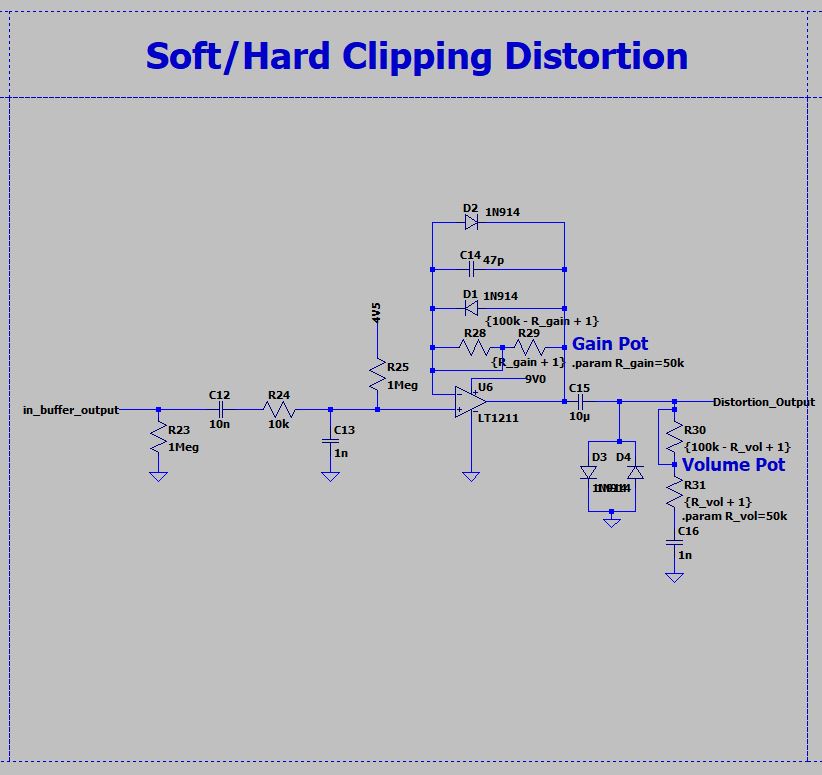 Soft/Hard Clipping Distortion
D2 1N914
C14 47p
D1 1N914
4V5
{100k - R_gain + 1}
R28 R29
Gain Pot
{R_gain + 1} .param R_gain=50k
R25
1Meg
9V0
U6
LT1211
C12
10n
R24
10k
in_buffer_output
C15
10µ
Distortion_Output
R23
1Meg
C13
1n
R30
{100k - R_vol + 1}
D3 D4
Volume Pot
1N914 1N914
R31
{R_vol + 1}
.param R_vol=50k
C16
1n